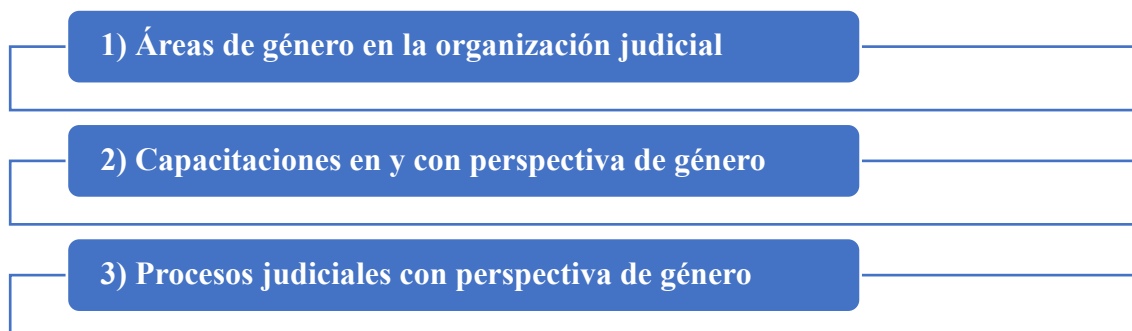 1) Áreas de género en la organización judicial
2) Capacitaciones en y con perspectiva de género
3) Procesos judiciales con perspectiva de género